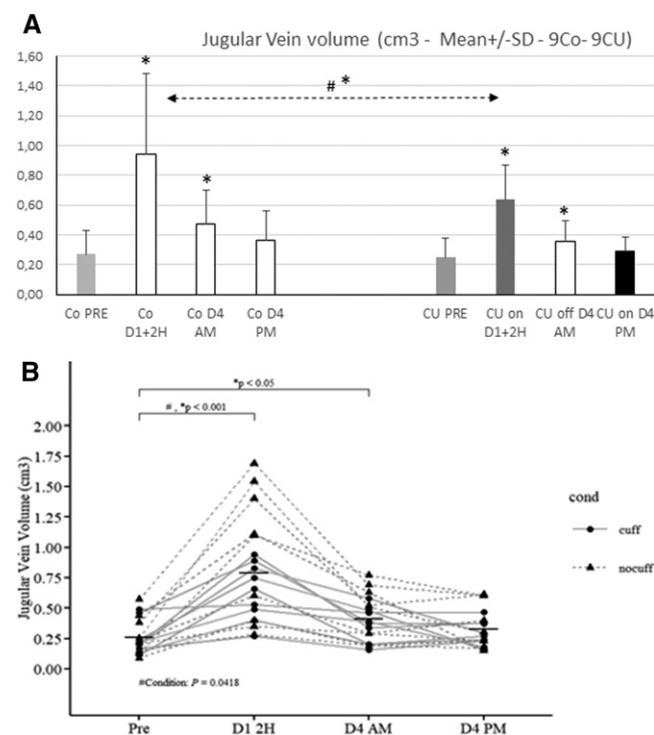 A
Jugular Vein volume (cm3 - Mean+/-SD - 9Co- 9CU)
1,60
1,40
1,20
1,00
0,80
0,60
0,40
0,20
0,00
*
*
# *
*
*
Co PRE Co D1+2H Co D4 AM Co D4 PM CU PRE CU on D1+2H CU off D4 AM CU on D4 PM
B
*p < 0.05
# , *p < 0.001
Jugular Vein Volume (cm3)
2.00
1.75
1.50
1.25
1.00
0.75
0.50
0.25
0.00
#Condition: P = 0.0418
Pre D1 2H D4 AM D4 PM
cond
cuff
nocuff